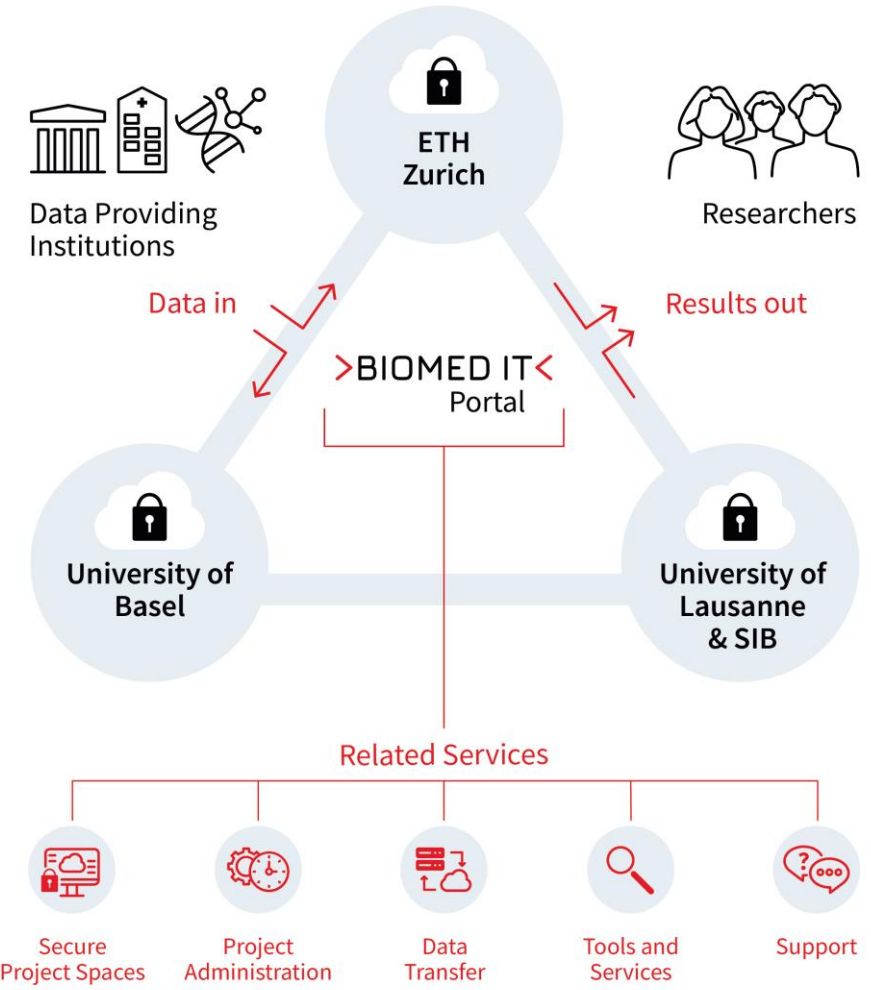 ETH
Zurich
Data Providing
Institutions
Researchers
Data in
Results out
>BIOMED IT<
Portal
University of
Basel
University of
Lausanne
& SIB
Related Services
Secure
Project Spaces
Project
Administration
Data
Transfer
Tools and
Services
Support